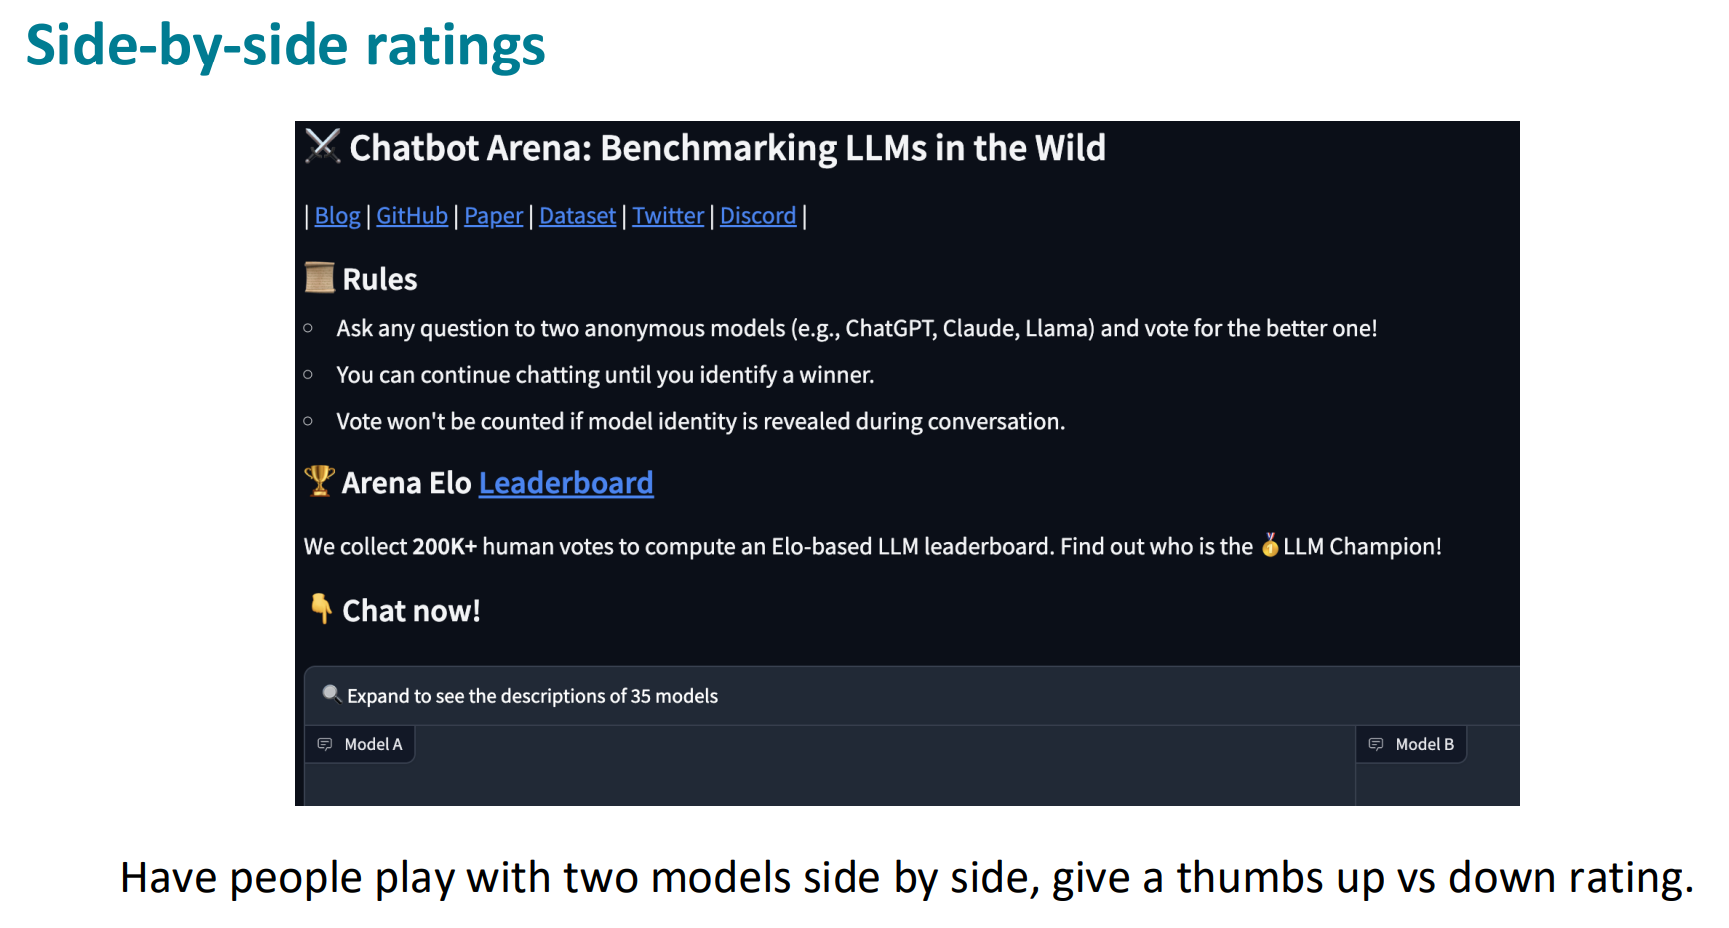 Side-by-side ratings
⚔️ Chatbot Arena: Benchmarking LLMs in the Wild
| Blog | GitHub | Paper | Dataset | Twitter | Discord |
📜 Rules
○ Ask any question to two anonymous models (e.g., ChatGPT, Claude, Llama) and vote for the better one!
○ You can continue chatting until you identify a winner.
○ Vote won't be counted if model identity is revealed during conversation.
🏆 Arena Elo Leaderboard
We collect 200K+ human votes to compute an Elo-based LLM leaderboard. Find out who is the 🥇 LLM Champion!
👇 Chat now!
🔍 Expand to see the descriptions of 35 models
Model A
Model B
Have people play with two models side by side, give a thumbs up vs down rating.